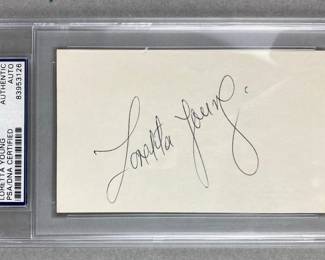 LORETTA YOUNG
PSA/DNA CERTIFIED
AUTHENTIC
AUTO
83953126
Loretta Young